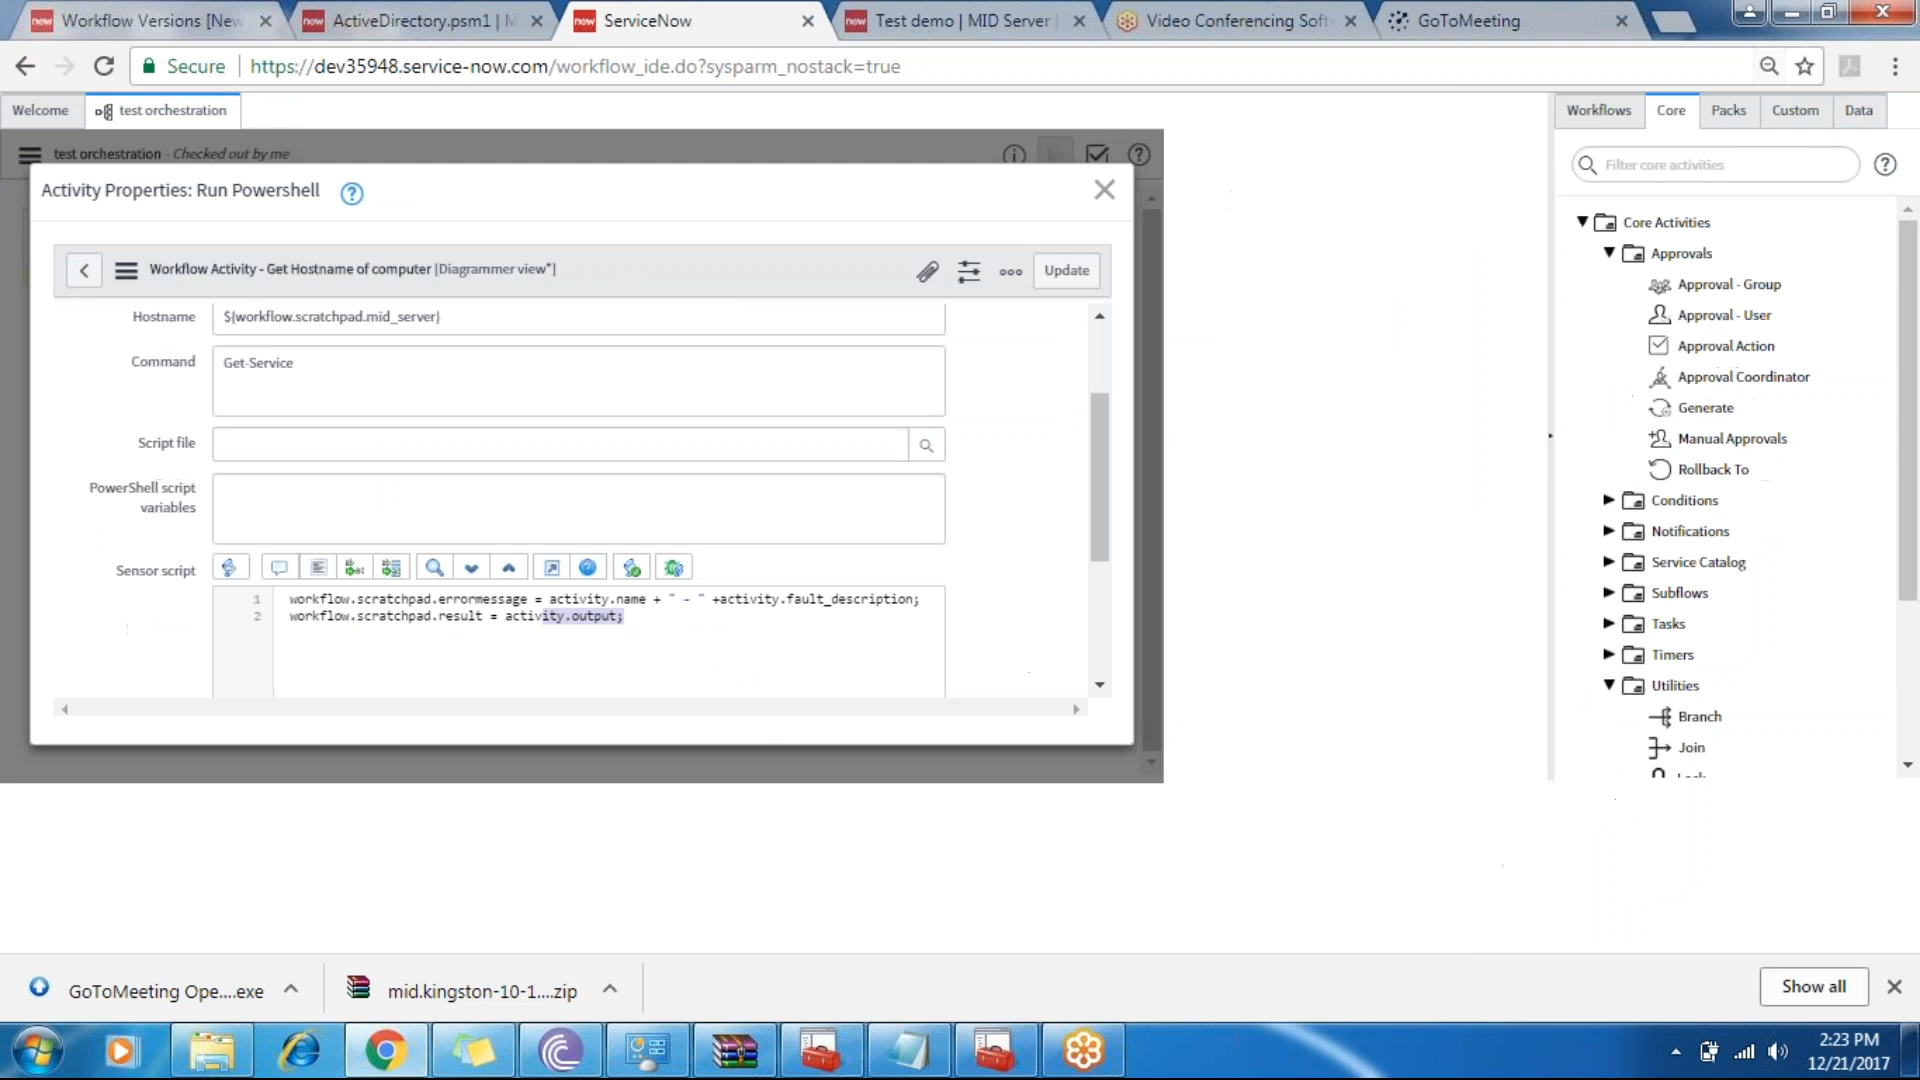 Workflow Versions [New
ActiveDirectory.psm1 | M
ServiceNow
Test demo | MID Server |
Video Conferencing Soft
GoToMeeting
Secure
https://dev35948.service-now.com/workflow_ide.do?sysparm_nostack=true
Welcome
test orchestration
Workflows
Core
Packs
Custom
Data
test orchestration - Checked out by me
Filter core activities
Activity Properties: Run Powershell
Workflow Activity - Get Hostname of computer [Diagrammer view*]
Update
Hostname
${workflow.scratchpad.mid_server}
Command
Get-Service
Script file
PowerShell script
variables
Sensor script
1 workflow.scratchpad.errormessage = activity.name + " - " +activity.fault_description;
2 workflow.scratchpad.result = activity.output;
Core Activities
Approvals
Approval - Group
Approval - User
Approval Action
Approval Coordinator
Generate
Manual Approvals
Rollback To
Conditions
Notifications
Service Catalog
Subflows
Tasks
Timers
Utilities
Branch
Join
GoToMeeting Ope....exe
mid.kingston-10-1....zip
Show all
2:23 PM
12/21/2017